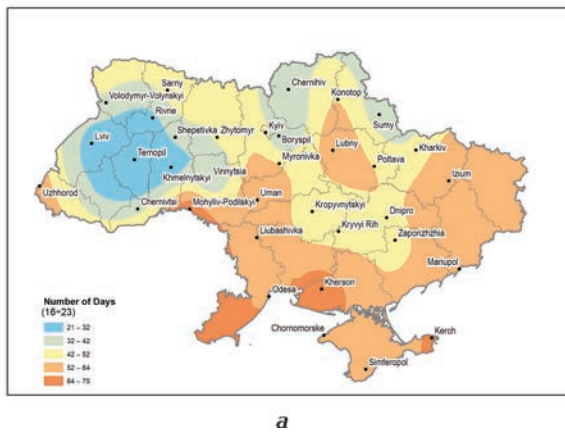 Sarny
Chernihiv
Konotop
Volodymyr-Volynskyi
Rivne
Sumy
Shepetivka
Zhytomyr
Kyiv
Boryspil
Lviv
Lubny
Kharkiv
Ternopil
Myronivka
Poltava
Khmelnytskyi
Vinnytsia
Izium
Uzhhorod
Uman
Chernivtsi
Mohyliv-Podilskyi
Kropyvnytskyi
Dnipro
Kryvyi Rih
Zaporizhzhia
Liubashivka
Mariupol
Odesa
Kherson
Number of Days
(16÷23)
21 – 32
32 – 42
42 – 52
52 – 64
64 – 75
Chornomorske
Kerch
Simferopol
a